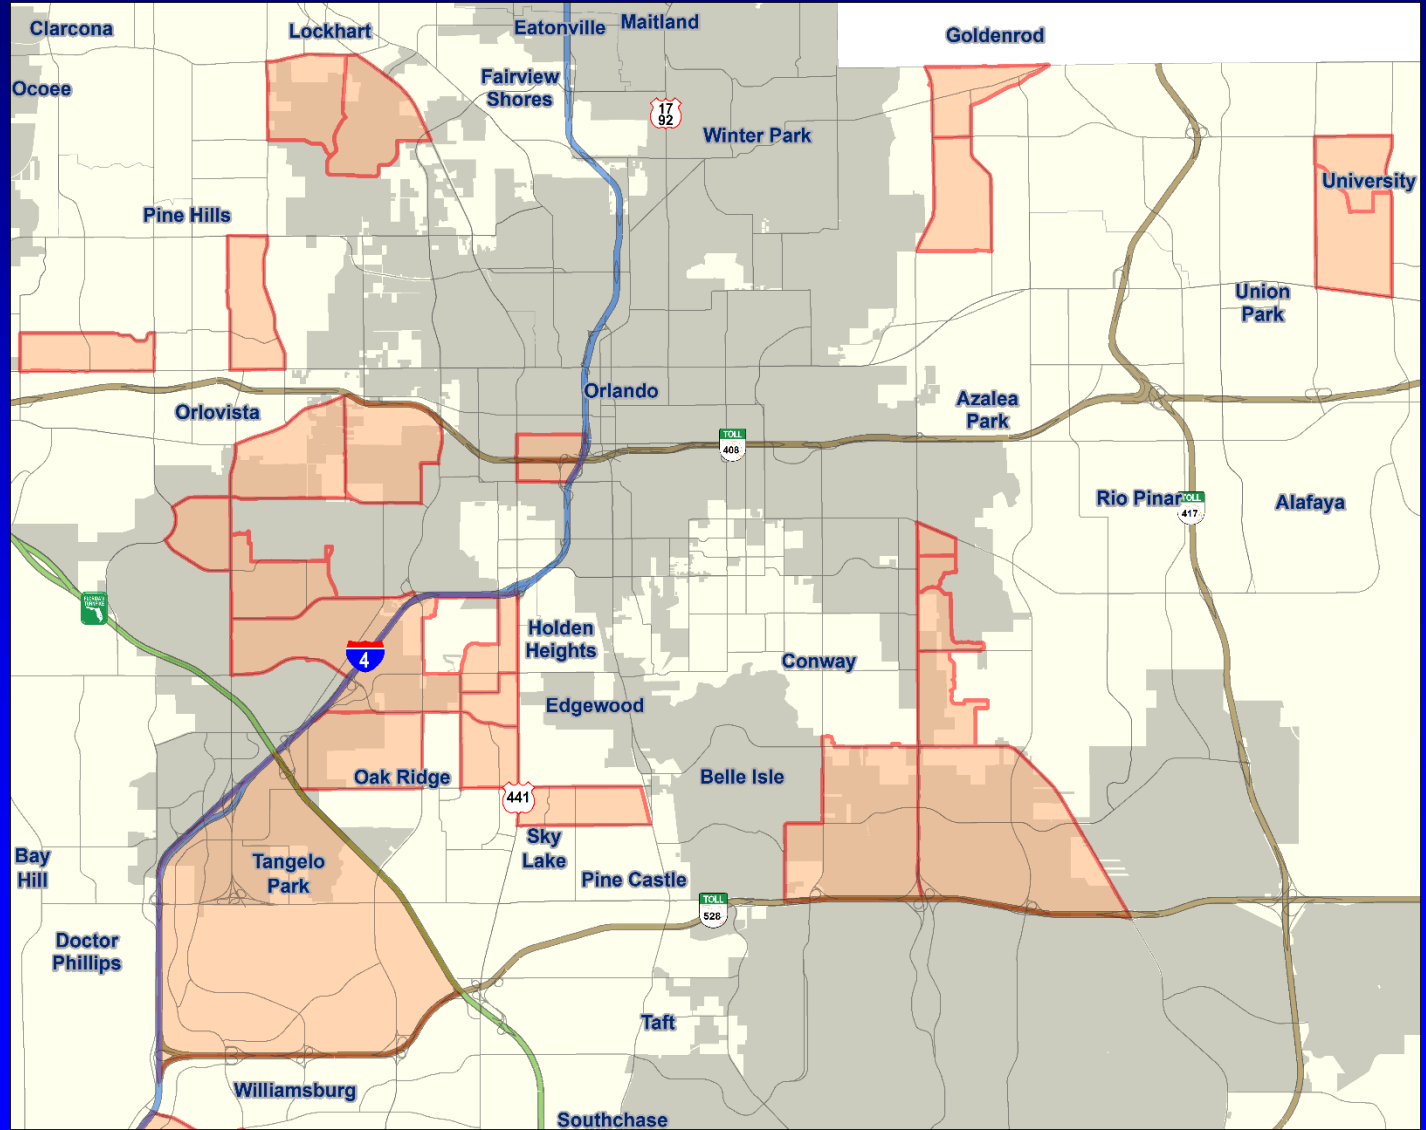 Clarcona
Lockhart
Eatonville
Maitland
Goldenrod
Ocoee
Fairview
Shores
17
92
Winter Park
University
Pine Hills
Union
Park
Orlando
Orlovista
Azalea
Park
TOLL
408
Rio Pinar
TOLL
417
Alafaya
4
Holden
Heights
Conway
Edgewood
Oak Ridge
Belle Isle
441
Sky
Lake
Bay
Hill
Tangelo
Park
Pine Castle
TOLL
528
Doctor
Phillips
Taft
Williamsburg
Southchase